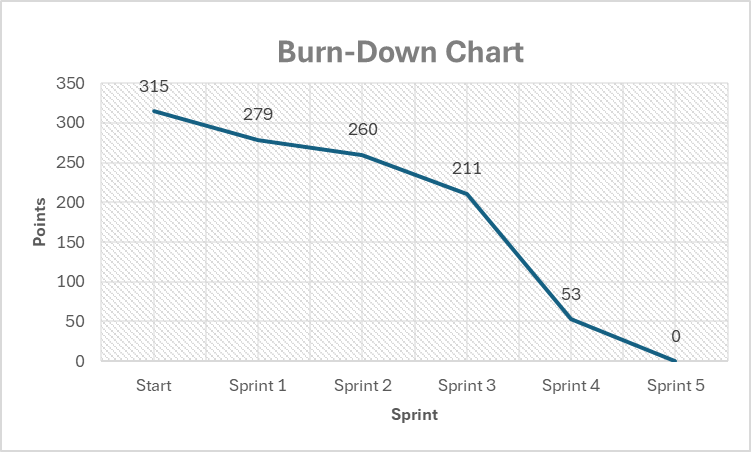 Burn-Down Chart
350
300
250
200
150
100
50
0
Points
315
279
260
211
53
0
Start
Sprint 1
Sprint 2
Sprint 3
Sprint 4
Sprint 5
Sprint